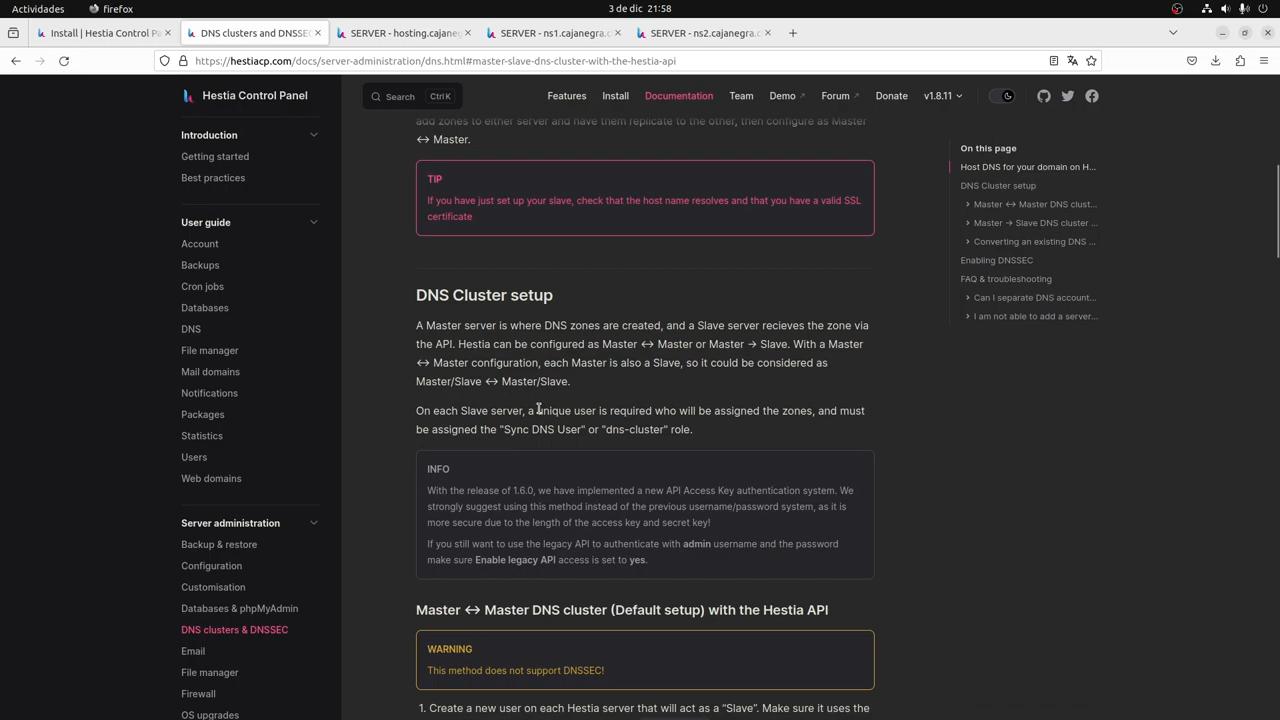 Actividades
firefox
3 de dic 21:58
Install | Hestia Control P
DNS clusters and DNSSEC
SERVER - hosting.cajaneg
SERVER - ns1.cajanegra.c
SERVER - ns2.cajanegra.c
https://hestiacp.com/docs/server-administration/dns.html#master-slave-dns-cluster-with-the-hestia-api
Hestia Control Panel
Search Ctrl K
Features
Install
Documentation
Team
Demo
Forum
Donate
v1.8.11
Introduction
Getting started
Best practices
User guide
Account
Backups
Cron jobs
Databases
DNS
File manager
Mail domains
Notifications
Packages
Statistics
Users
Web domains
Server administration
Backup & restore
Configuration
Customisation
Databases & phpMyAdmin
DNS clusters & DNSSEC
Email
File manager
Firewall
OS upgrades
add zones to either server and have them replicate to the other, then configure as Master
↔ Master.
TIP
If you have just set up your slave, check that the host name resolves and that you have a valid SSL
certificate
DNS Cluster setup
A Master server is where DNS zones are created, and a Slave server recieves the zone via
the API. Hestia can be configured as Master ↔ Master or Master → Slave. With a Master
↔ Master configuration, each Master is also a Slave, so it could be considered as
Master/Slave ↔ Master/Slave.
On each Slave server, a unique user is required who will be assigned the zones, and must
be assigned the "Sync DNS User" or "dns-cluster" role.
INFO
With the release of 1.6.0, we have implemented a new API Access Key authentication system. We
strongly suggest using this method instead of the previous username/password system, as it is
more secure due to the length of the access key and secret key!
If you still want to use the legacy API to authenticate with admin username and the password
make sure Enable legacy API access is set to yes.
Master ↔ Master DNS cluster (Default setup) with the Hestia API
WARNING
This method does not support DNSSEC!
1. Create a new user on each Hestia server that will act as a “Slave”. Make sure it uses the
On this page
Host DNS for your domain on H...
DNS Cluster setup
Master ↔ Master DNS clust...
Master → Slave DNS cluster ...
Converting an existing DNS ...
Enabling DNSSEC
FAQ & troubleshooting
Can I separate DNS account...
I am not able to add a server...